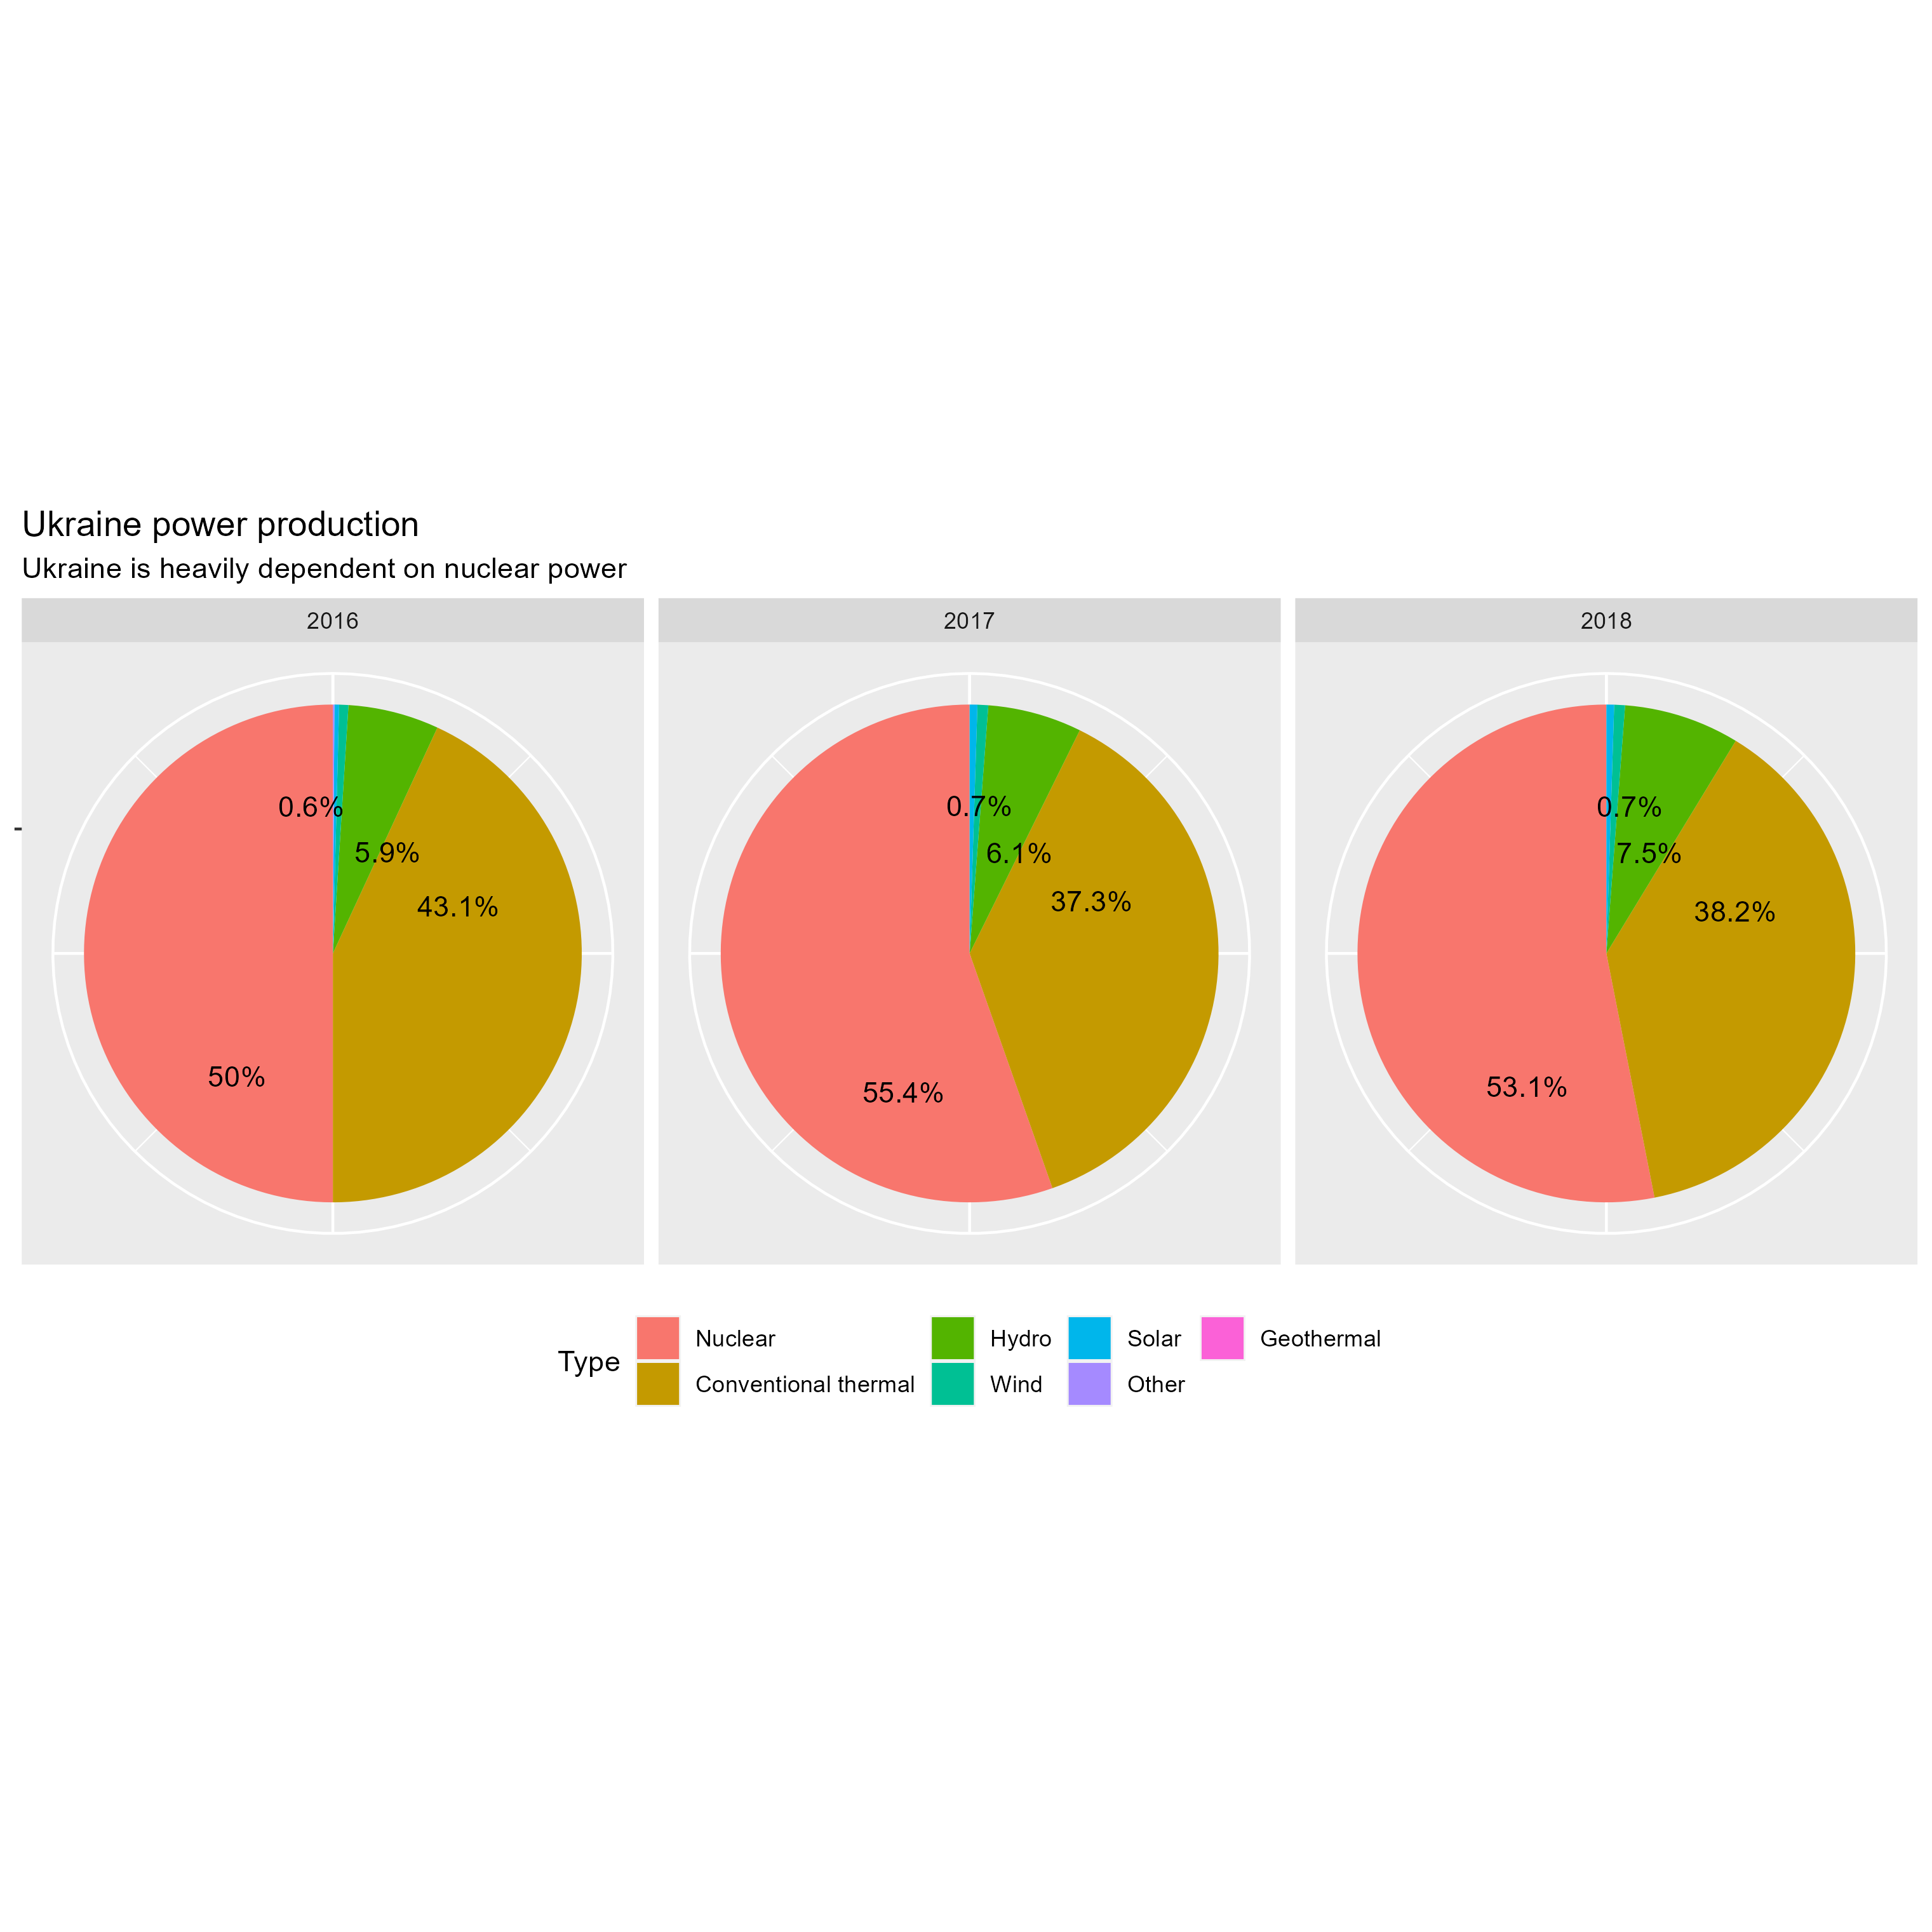 Ukraine power production
Ukraine is heavily dependent on nuclear power
2016
2017
2018
0.6%
5.9%
43.1%
50%
0.7%
6.1%
37.3%
55.4%
0.7%
7.5%
38.2%
53.1%
Type
Nuclear
Conventional thermal
Hydro
Wind
Solar
Other
Geothermal